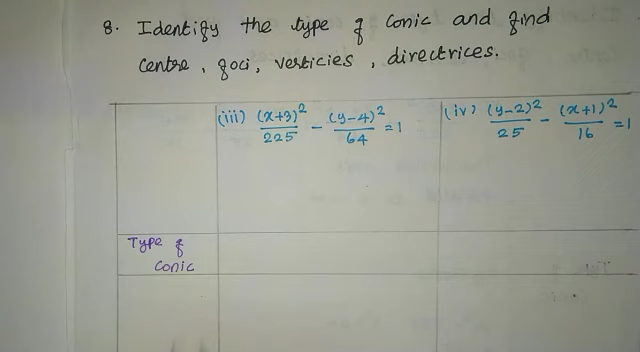 8. Identify the type of conic and find
centre, foci, verticies, directrices.
(iii) (x+3)²/225 − (y−4)²/64 = 1
(iv) (y−2)²/25 − (x+1)²/16 = 1
Type of
conic